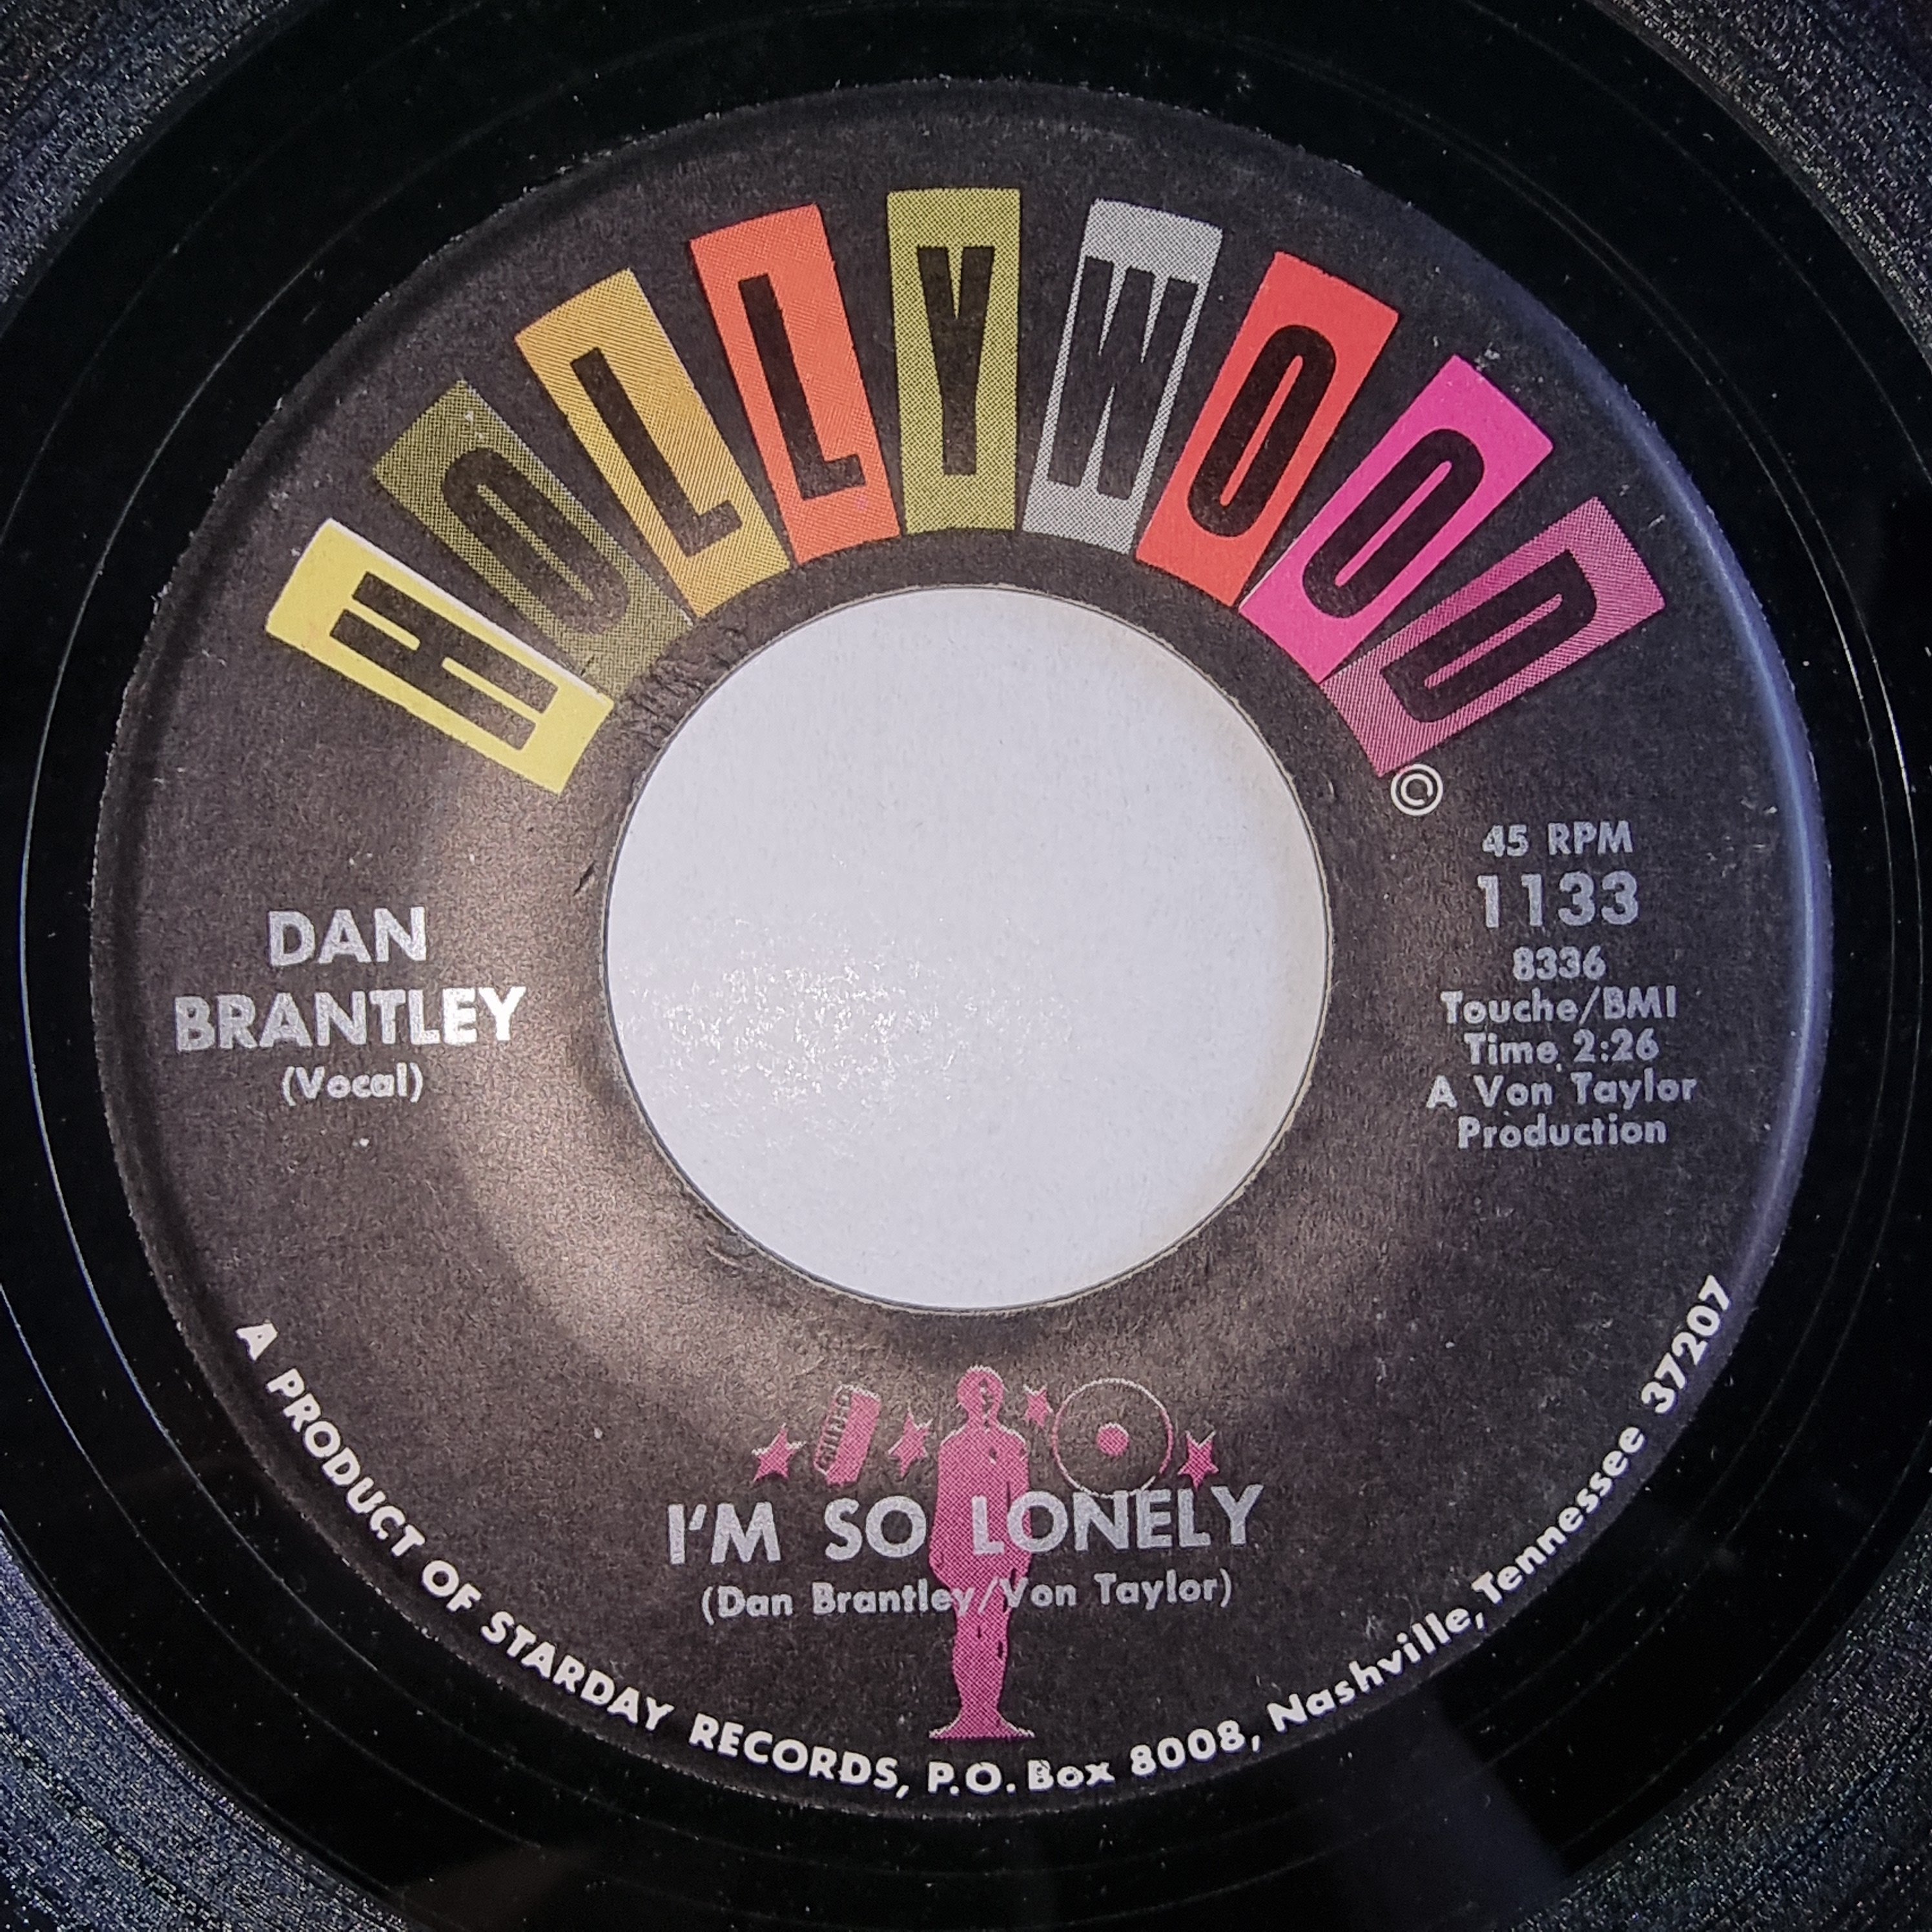 HOLLYWOOD
©
DAN
BRANTLEY
(Vocal)
45 RPM
1133
8336
Touche/BMI
Time 2:26
A Von Taylor
Production
I'M SO LONELY
(Dan Brantley/Von Taylor)
A PRODUCT OF STARDAY RECORDS, P.O. Box 8008, Nashville, Tennessee 37207